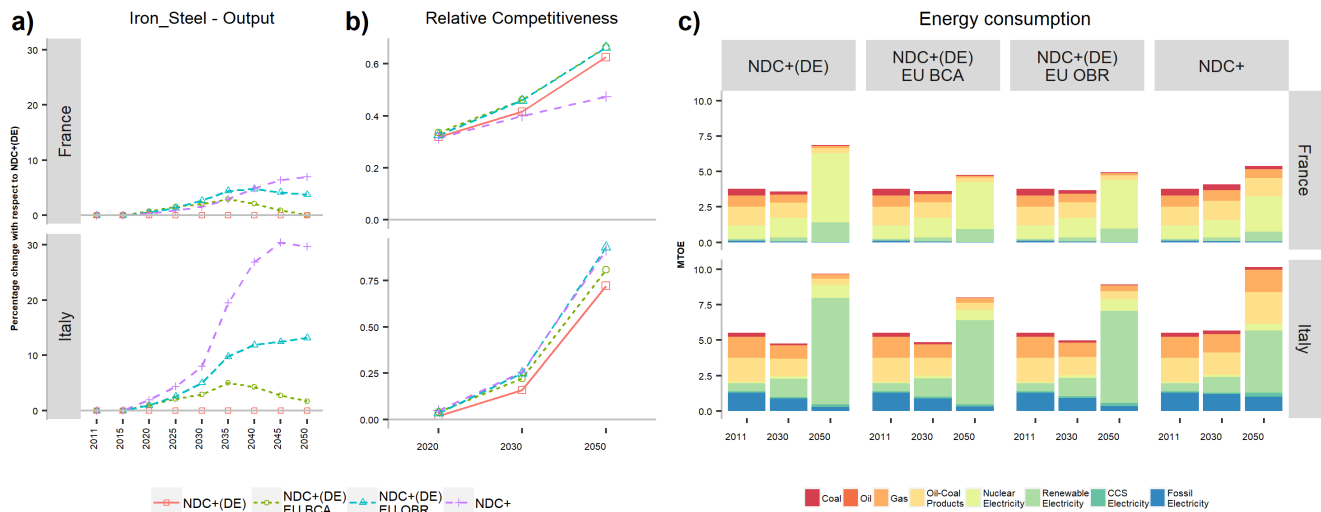 a)
Iron_Steel - Output
b)
Relative Competitiveness
c)
Energy consumption
Percentage change with respect to NDC+(DE)
France
30
20
10
0
Italy
30
20
10
0
2011
2015
2020
2025
2030
2035
2040
2045
2050
0.6
0.4
0.2
0.0
0.75
0.50
0.25
0.00
2020
2030
2050
NDC+(DE)
NDC+(DE)
EU BCA
NDC+(DE)
EU OBR
NDC+
MTOE
10.0
7.5
5.0
2.5
0.0
France
10.0
7.5
5.0
2.5
0.0
Italy
2011
2030
2050
2011
2030
2050
2011
2030
2050
2011
2030
2050
NDC+(DE)
NDC+(DE)
EU BCA
NDC+(DE)
EU OBR
NDC+
Coal
Oil
Gas
Oil-Coal
Products
Nuclear
Electricity
Renewable
Electricity
CCS
Electricity
Fossil
Electricity